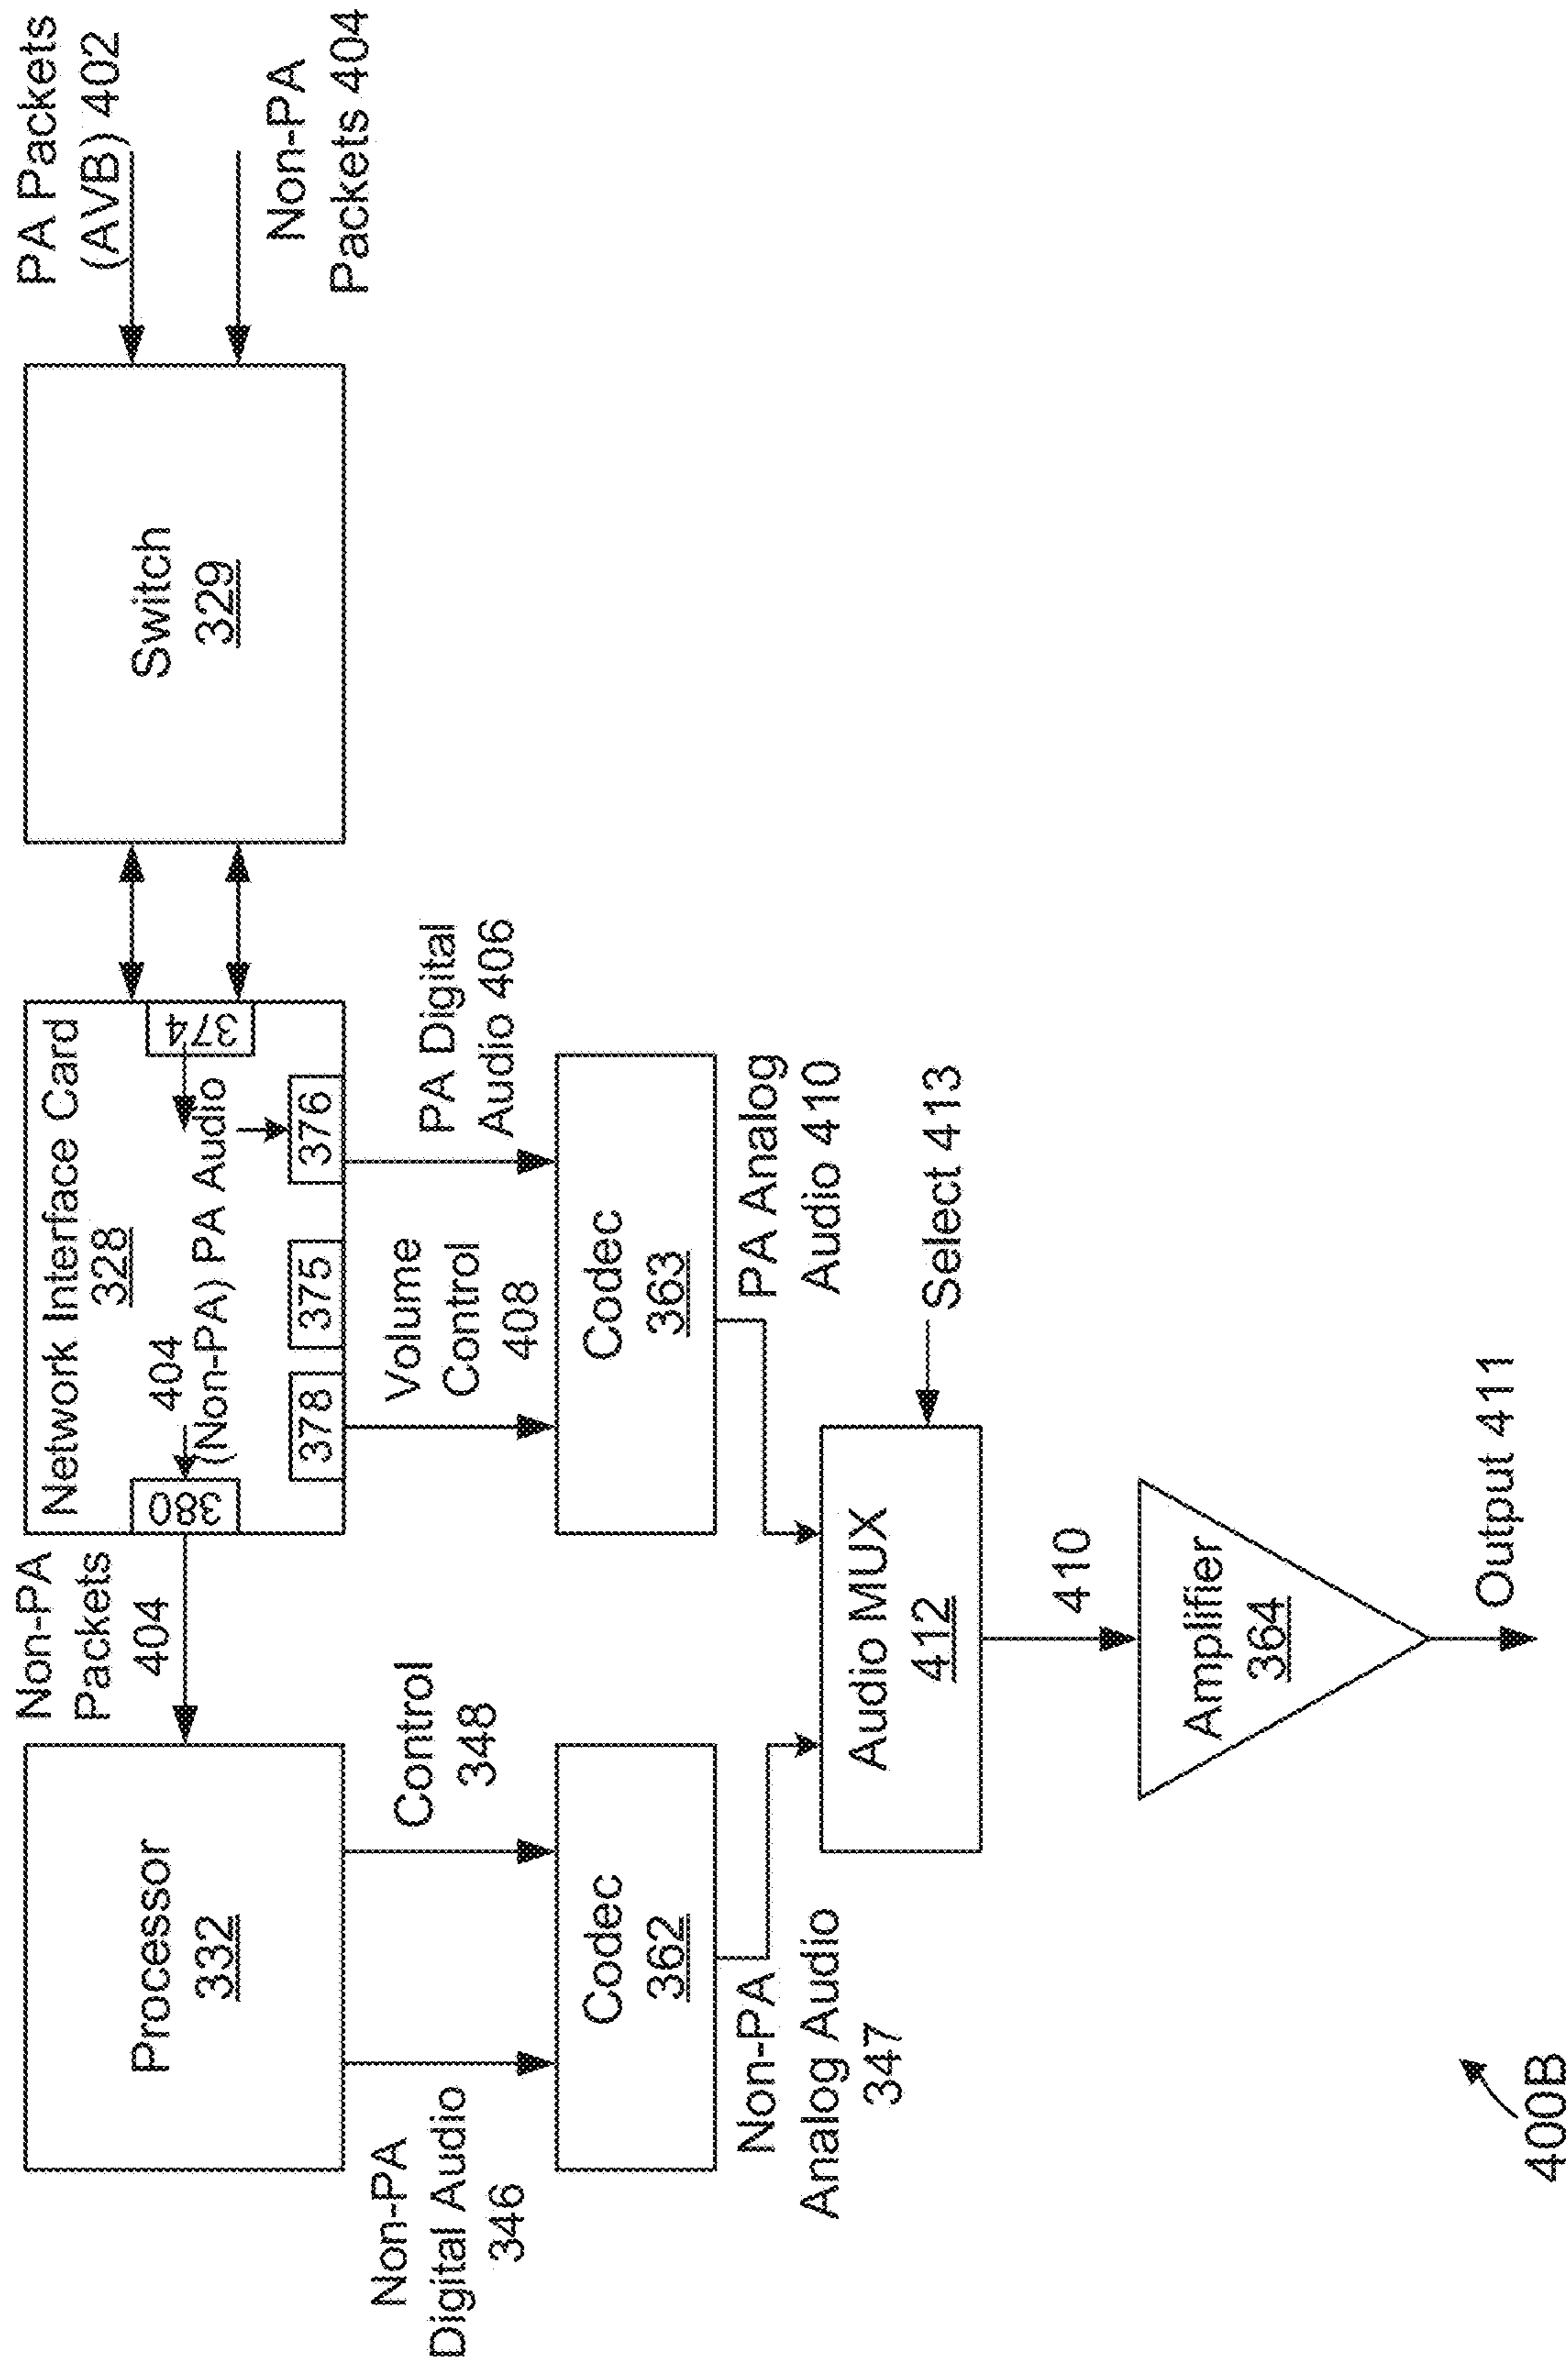 PA Packets
(AVB) 402
Non-PA
Packets 404
Switch
329
Network Interface Card
328
374
404
(Non-PA) PA Audio
380
378
375
376
Non-PA
Packets
404
Processor
332
Control
348
Non-PA
Digital Audio
346
Volume
Control
408
PA Digital
Audio 406
Codec
362
Codec
363
Non-PA
Analog Audio
347
PA Analog
Audio 410
Select 413
Audio MUX
412
410
Amplifier
364
Output 411
400B